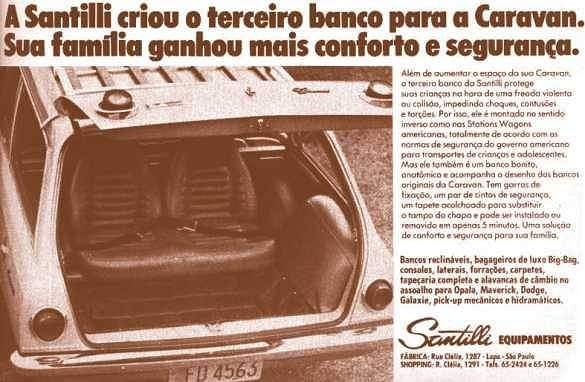 A Santilli criou o terceiro banco para a Caravan.
Sua família ganhou mais conforto e segurança.
Além de aumentar o espaço da sua Caravan,
o terceiro banco da Santilli protege
suas crianças na hora de uma freada violenta
ou colisão, impedindo choques, contusões
e torções. Por isso, ele é montado no sentido
inverso como nas Stations Wagons
americanas, totalmente de acordo com as
normas de segurança do governo americano
para transportes de crianças e adolescentes.
Mas ele também é um banco bonito,
anatômico e acompanha o desenho dos bancos
originais da Caravan. Tem garras de
fixação, um par de cintos de segurança,
um tapete acolchoado para substituir
o tampo da chapa e pode ser instalado ou
removido em apenas 5 minutos. Uma solução
de conforto e segurança para sua família.
Bancos reclináveis, bagageiros de luxo Big-Bag,
consoles, laterais, forrações, carpetes,
tapeçaria completa e alavancas de câmbio no
assoalho para Opala, Maverick, Dodge,
Galaxie, pick-up mecânicos e hidramáticos.
Santilli EQUIPAMENTOS
FÁBRICA: Rua Clélia, 1287 - Lapa - São Paulo
SHOPPING: R. Clélia, 1291 - Tels. 65-2424 e 65-1226
FD 4563